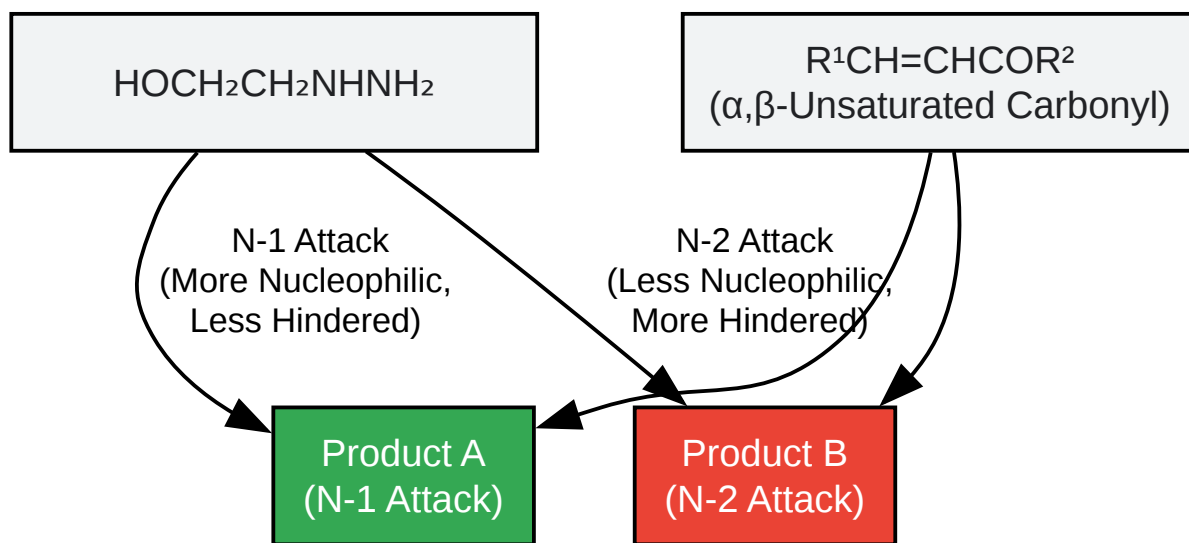 HOCH₂CH₂NHNH₂
R¹CH=CHCOR²
(α,β-Unsaturated Carbonyl)
N-1 Attack
(More Nucleophilic,
Less Hindered)
N-2 Attack
(Less Nucleophilic,
More Hindered)
Product A
(N-1 Attack)
Product B
(N-2 Attack)